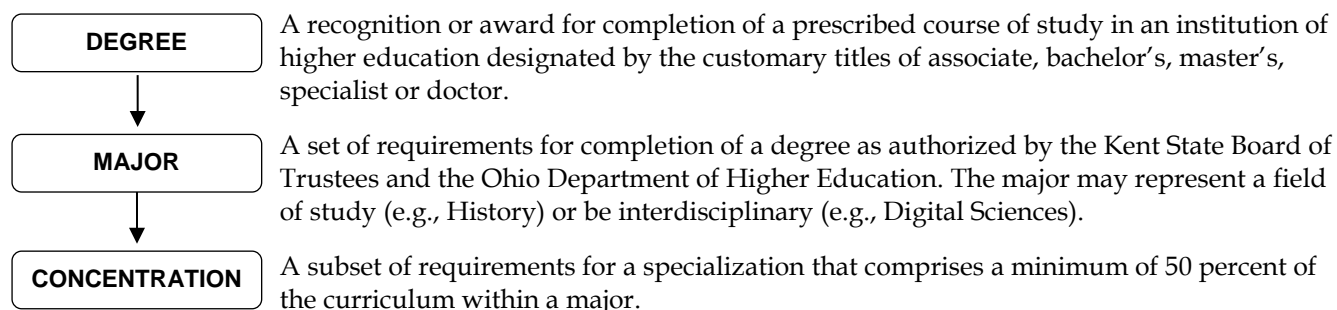 DEGREE
A recognition or award for completion of a prescribed course of study in an institution of
higher education designated by the customary titles of associate, bachelor’s, master’s,
specialist or doctor.
MAJOR
A set of requirements for completion of a degree as authorized by the Kent State Board of
Trustees and the Ohio Department of Higher Education. The major may represent a field
of study (e.g., History) or be interdisciplinary (e.g., Digital Sciences).
CONCENTRATION
A subset of requirements for a specialization that comprises a minimum of 50 percent of
the curriculum within a major.